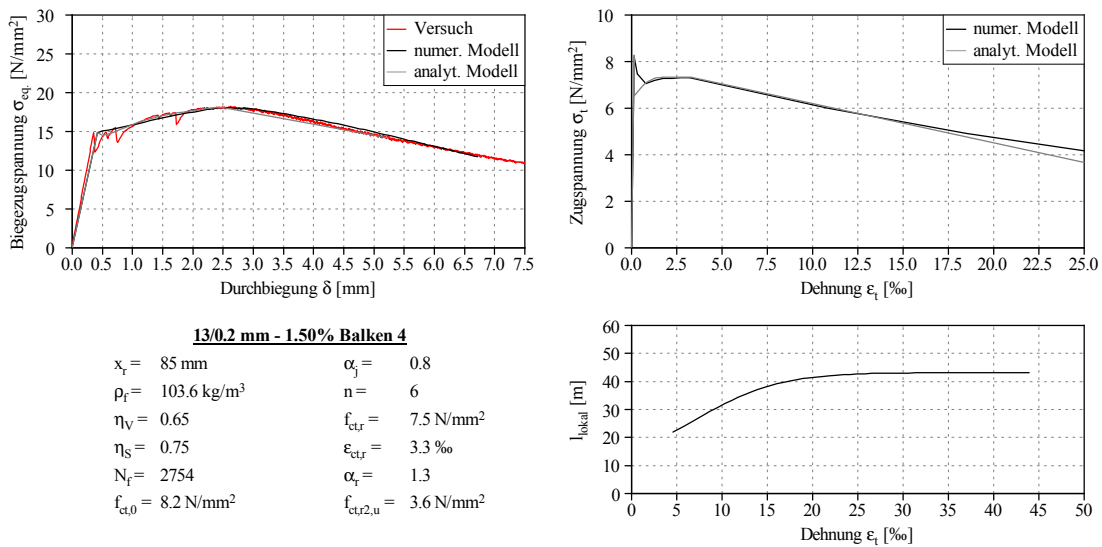 Biegezugspannung σeq. [N/mm²]
30
25
20
15
10
5
0
0.0 0.5 1.0 1.5 2.0 2.5 3.0 3.5 4.0 4.5 5.0 5.5 6.0 6.5 7.0 7.5
Durchbiegung δ [mm]
Versuch
numer. Modell
analyt. Modell
Zugspannung σt [N/mm²]
10
8
6
4
2
0
0.0 2.5 5.0 7.5 10.0 12.5 15.0 17.5 20.0 22.5 25.0
Dehnung εt [‰]
numer. Modell
analyt. Modell
13/0.2 mm - 1.50% Balken 4
xr = 85 mm αj = 0.8
ρf = 103.6 kg/m³ n = 6
ηV = 0.65 fct,r = 7.5 N/mm²
ηS = 0.75 εct,r = 3.3 ‰
Nf = 2754 αr = 1.3
fct,0 = 8.2 N/mm² fct,r2,u = 3.6 N/mm²
llokal [m]
60
50
40
30
20
10
0
0 5 10 15 20 25 30 35 40 45 50
Dehnung εt [‰]